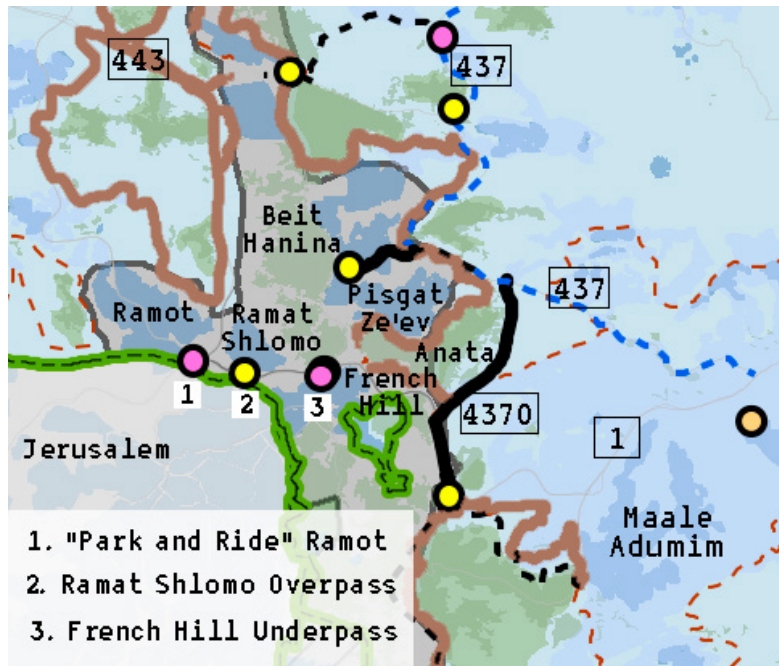 443
437
Beit
Hanina
Pisgat
Ze'ev
437
Ramot
Ramat
Shlomo
Anata
French
Hill
1
2
3
4370
1
Jerusalem
Maale
Adumim
1. "Park and Ride" Ramot
2. Ramat Shlomo Overpass
3. French Hill Underpass